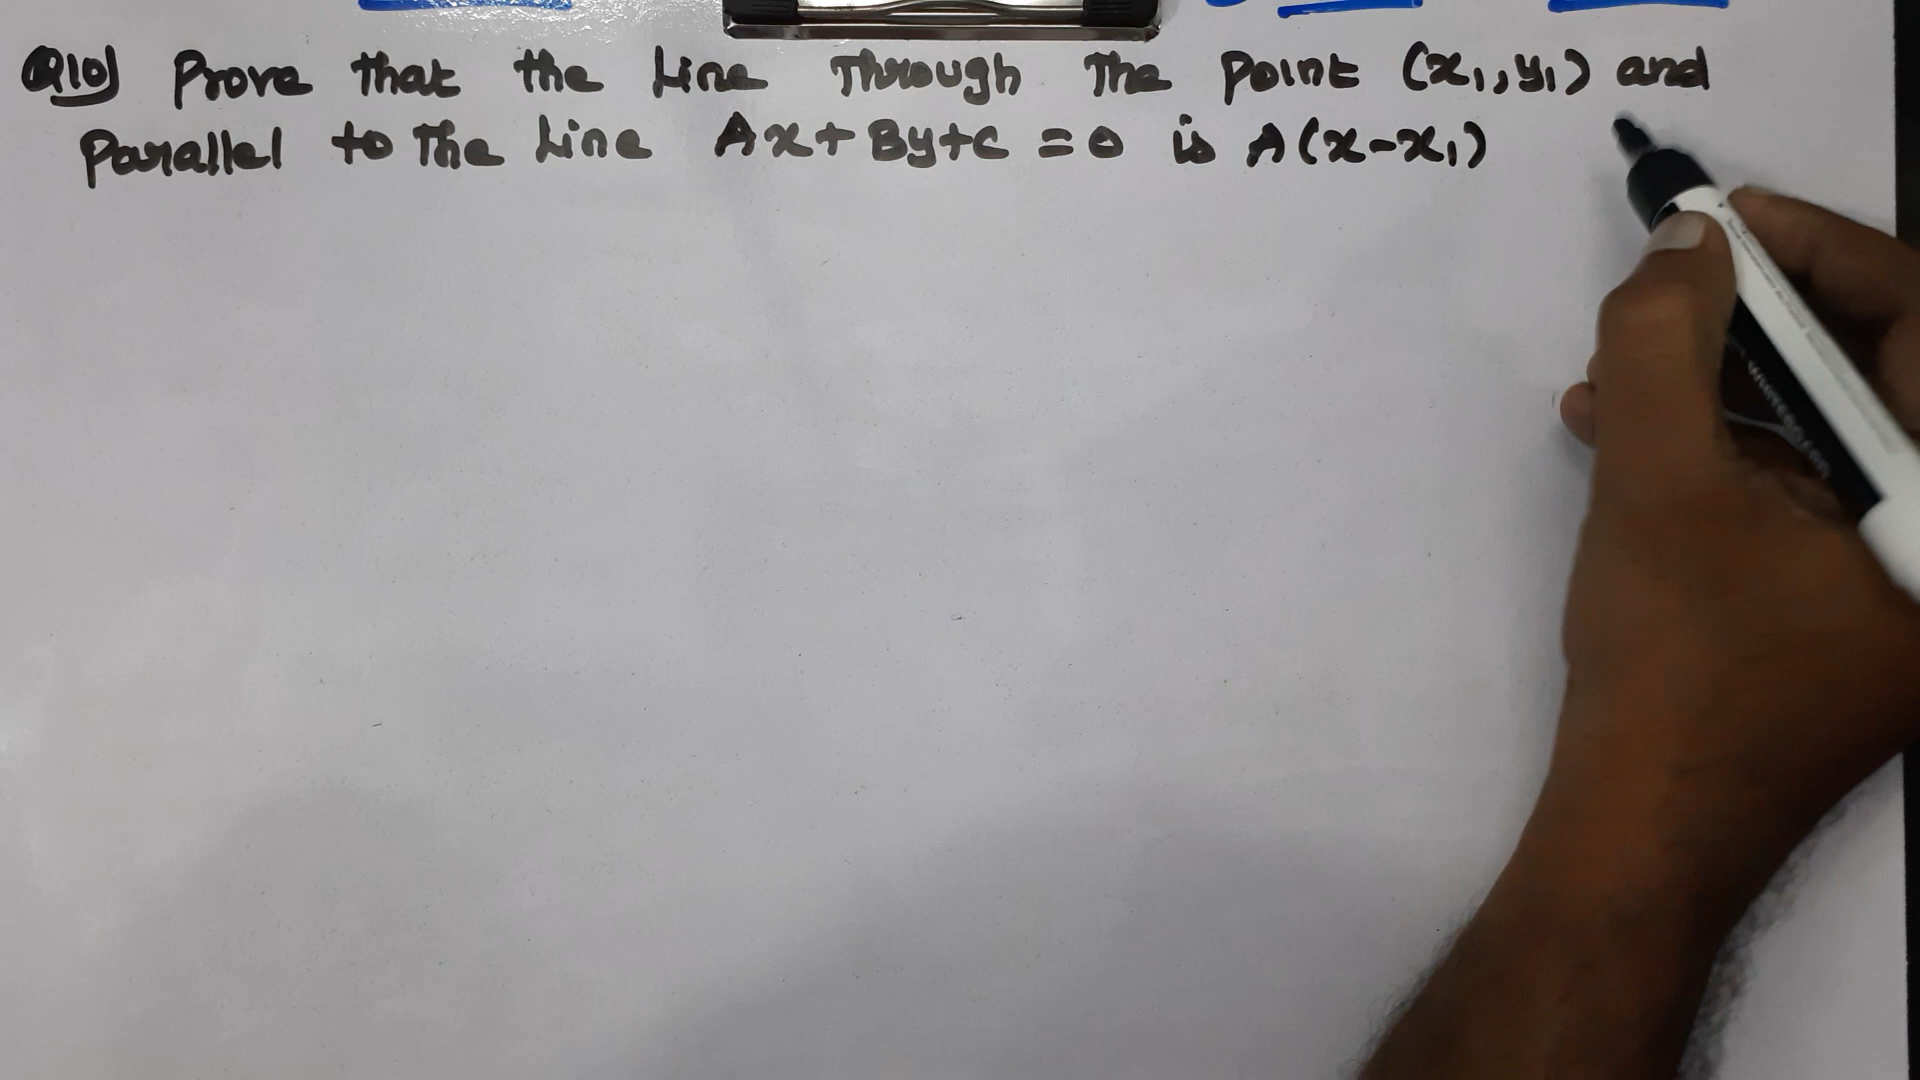 Q10) Prove that the Line Through The Point (x₁,y₁) and
Parallel to The Line Ax+By+C=0 is A(x-x₁)